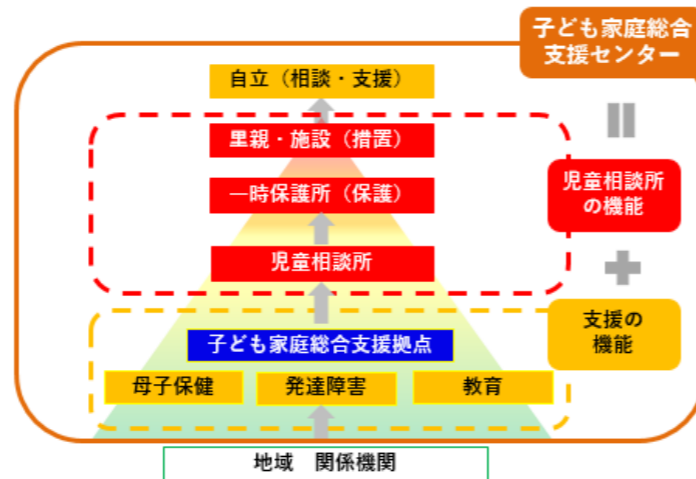 子ども家庭総合
支援センター
自立（相談・支援）
里親・施設（措置）
一時保護所（保護）
児童相談所
の機能
児童相談所
支援の
機能
子ども家庭総合支援拠点
母子保健
発達障害
教育
地域　関係機関